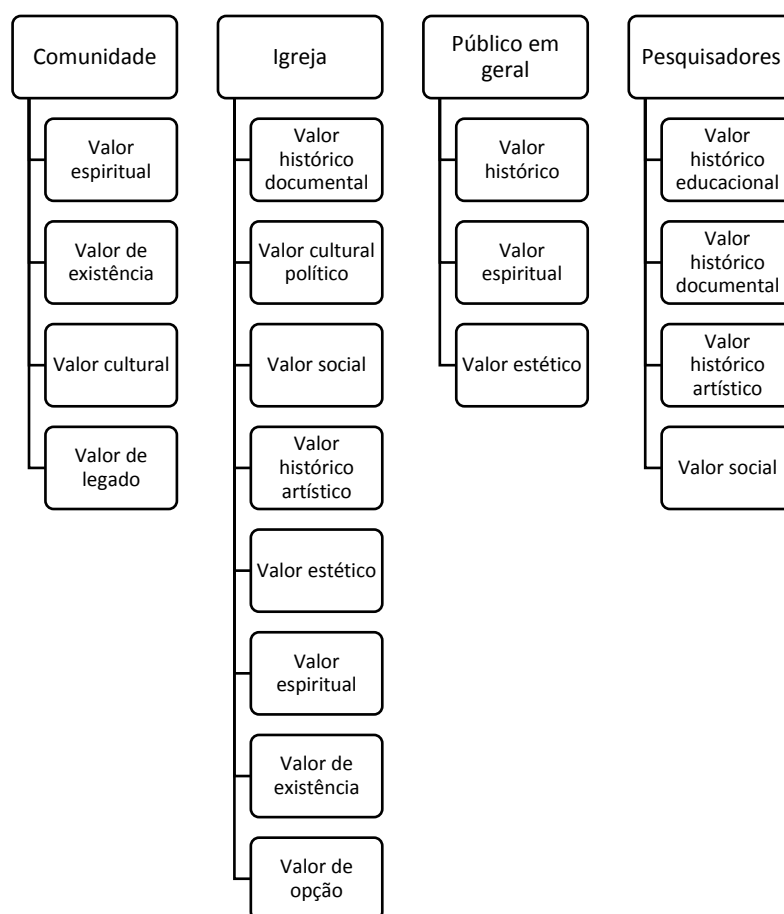 Comunidade
Valor
espiritual
Valor de
existência
Valor cultural
Valor de
legado
Igreja
Valor
histórico
documental
Valor cultural
político
Valor social
Valor
histórico
artístico
Valor estético
Valor
espiritual
Valor de
existência
Valor de
opção
Público em
geral
Valor
histórico
Valor
espiritual
Valor estético
Pesquisadores
Valor
histórico
educacional
Valor
histórico
documental
Valor
histórico
artístico
Valor social